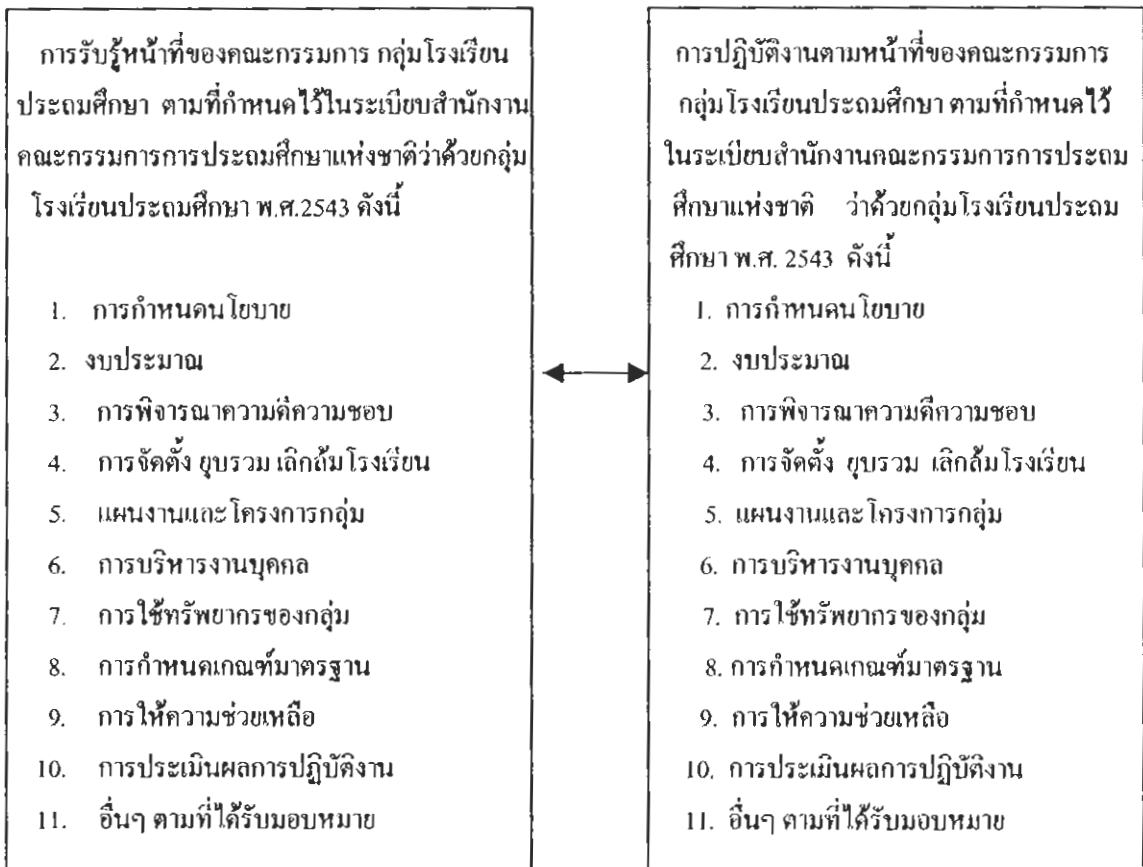 การรับรู้หน้าที่ของคณะกรรมการ กลุ่มโรงเรียน
ประถมศึกษา ตามที่กำหนดไว้ในระเบียบสำนักงาน
คณะกรรมการการประถมศึกษาแห่งชาติว่าด้วยกลุ่ม
โรงเรียนประถมศึกษา พ.ศ.2543 ดังนี้
1. การกำหนดนโยบาย
2. งบประมาณ
3. การพิจารณาความดีความชอบ
4. การจัดตั้ง ยุบรวม เลิกล้มโรงเรียน
5. แผนงานและโครงการกลุ่ม
6. การบริหารงานบุคคล
7. การใช้ทรัพยากรของกลุ่ม
8. การกำหนดเกณฑ์มาตรฐาน
9. การให้ความช่วยเหลือ
10. การประเมินผลการปฏิบัติงาน
11. อื่นๆ ตามที่ได้รับมอบหมาย
การปฏิบัติงานตามหน้าที่ของคณะกรรมการ
กลุ่มโรงเรียนประถมศึกษา ตามที่กำหนดไว้
ในระเบียบสำนักงานคณะกรรมการการประถม
ศึกษาแห่งชาติ ว่าด้วยกลุ่มโรงเรียนประถม
ศึกษา พ.ศ. 2543 ดังนี้
1. การกำหนดนโยบาย
2. งบประมาณ
3. การพิจารณาความดีความชอบ
4. การจัดตั้ง ยุบรวม เลิกล้มโรงเรียน
5. แผนงานและโครงการกลุ่ม
6. การบริหารงานบุคคล
7. การใช้ทรัพยากรของกลุ่ม
8. การกำหนดเกณฑ์มาตรฐาน
9. การให้ความช่วยเหลือ
10. การประเมินผลการปฏิบัติงาน
11. อื่นๆ ตามที่ได้รับมอบหมาย